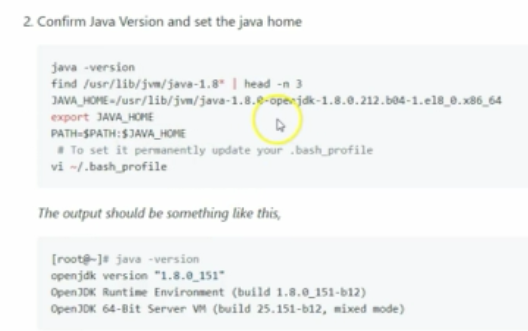 2. Confirm Java Version and set the java home
java -version
find /usr/lib/jvm/java-1.8* | head -n 3
JAVA_HOME=/usr/lib/jvm/java-1.8.0-openjdk-1.8.0.212.b04-1.el8_0.x86_64
export JAVA_HOME
PATH=$PATH:$JAVA_HOME
# To set it permanently update your .bash_profile
vi ~/.bash_profile
The output should be something like this,
[root@~]# java -version
openjdk version "1.8.0_151"
OpenJDK Runtime Environment (build 1.8.0_151-b12)
OpenJDK 64-Bit Server VM (build 25.151-b12, mixed mode)